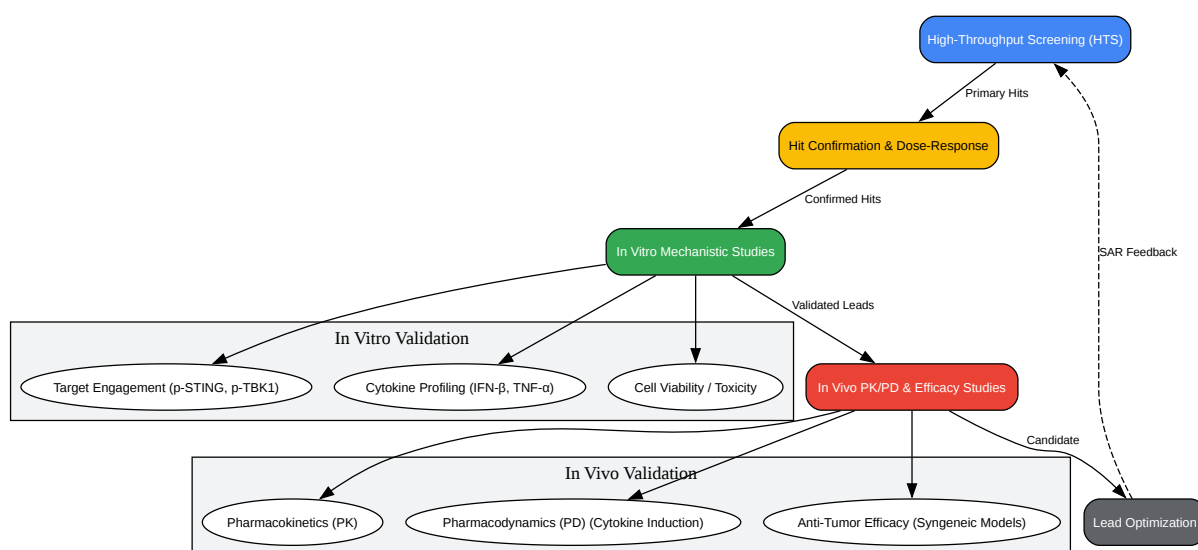 High-Throughput Screening (HTS)
Primary Hits
Hit Confirmation & Dose-Response
Confirmed Hits
In Vitro Mechanistic Studies
SAR Feedback
Validated Leads
In Vitro Validation
Target Engagement (p-STING, p-TBK1)
Cytokine Profiling (IFN-β, TNF-α)
Cell Viability / Toxicity
In Vivo PK/PD & Efficacy Studies
Candidate
In Vivo Validation
Pharmacokinetics (PK)
Pharmacodynamics (PD) (Cytokine Induction)
Anti-Tumor Efficacy (Syngeneic Models)
Lead Optimization